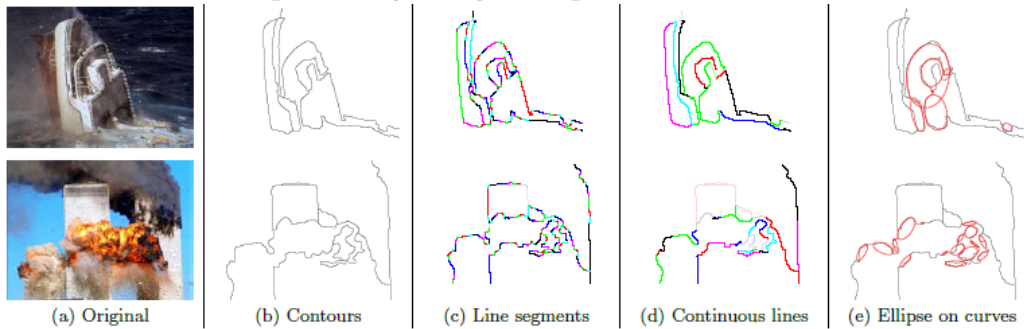 (a) Original
(b) Contours
(c) Line segments
(d) Continuous lines
(e) Ellipse on curves